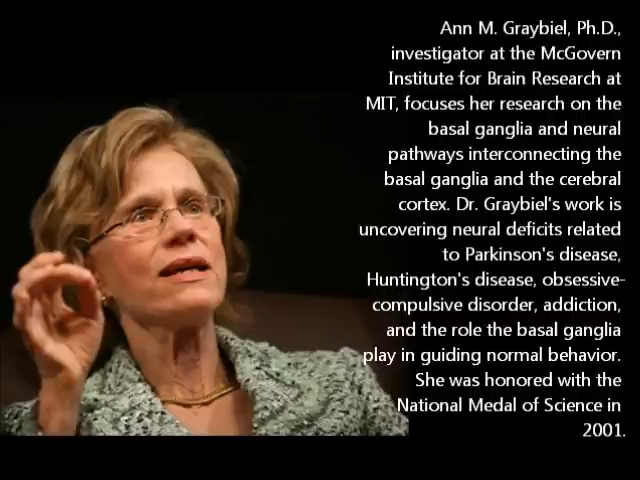 Ann M. Graybiel, Ph.D.,
investigator at the McGovern
Institute for Brain Research at
MIT, focuses her research on the
basal ganglia and neural
pathways interconnecting the
basal ganglia and the cerebral
cortex. Dr. Graybiel's work is
uncovering neural deficits related
to Parkinson's disease,
Huntington's disease, obsessive-
compulsive disorder, addiction,
and the role the basal ganglia
play in guiding normal behavior.
She was honored with the
National Medal of Science in
2001.